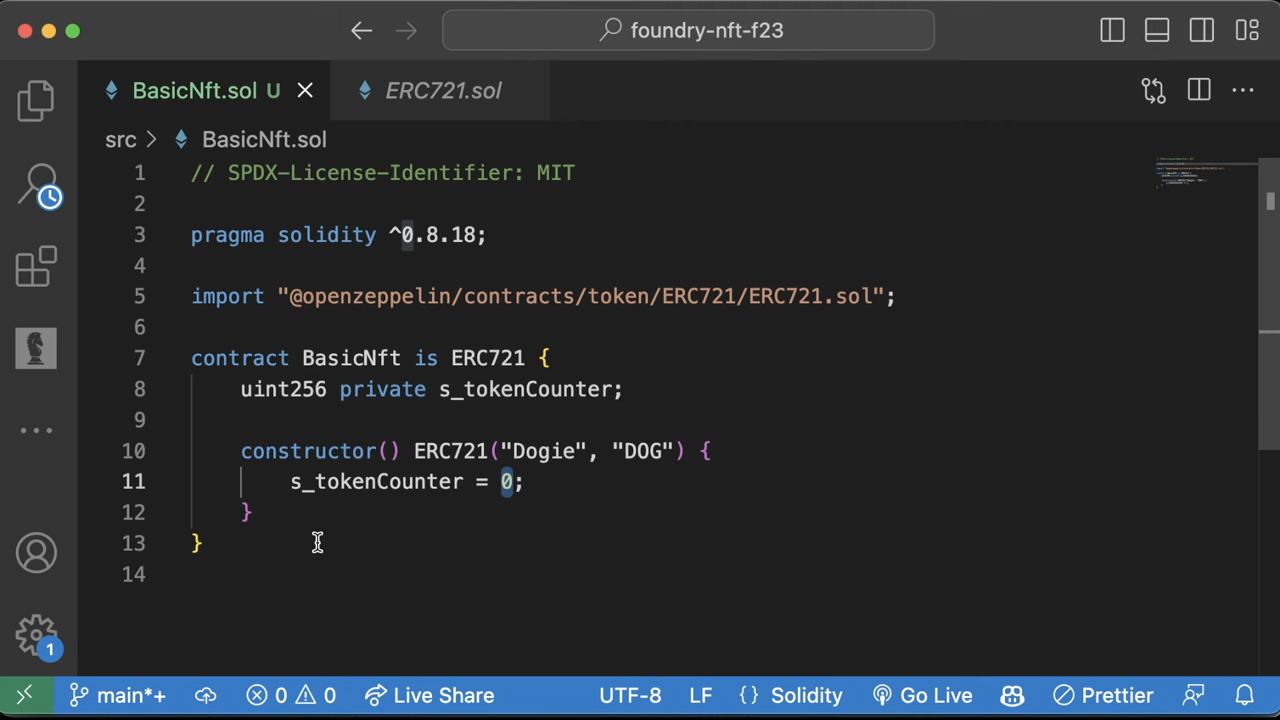 foundry-nft-f23
BasicNft.sol U
ERC721.sol
src > BasicNft.sol
1 // SPDX-License-Identifier: MIT
2
3 pragma solidity ^0.8.18;
4
5 import "@openzeppelin/contracts/token/ERC721/ERC721.sol";
6
7 contract BasicNft is ERC721 {
8 uint256 private s_tokenCounter;
9
10 constructor() ERC721("Dogie", "DOG") {
11 s_tokenCounter = 0;
12 }
13 }
14
1
main*+ 0 0 Live Share UTF-8 LF {} Solidity Go Live Prettier